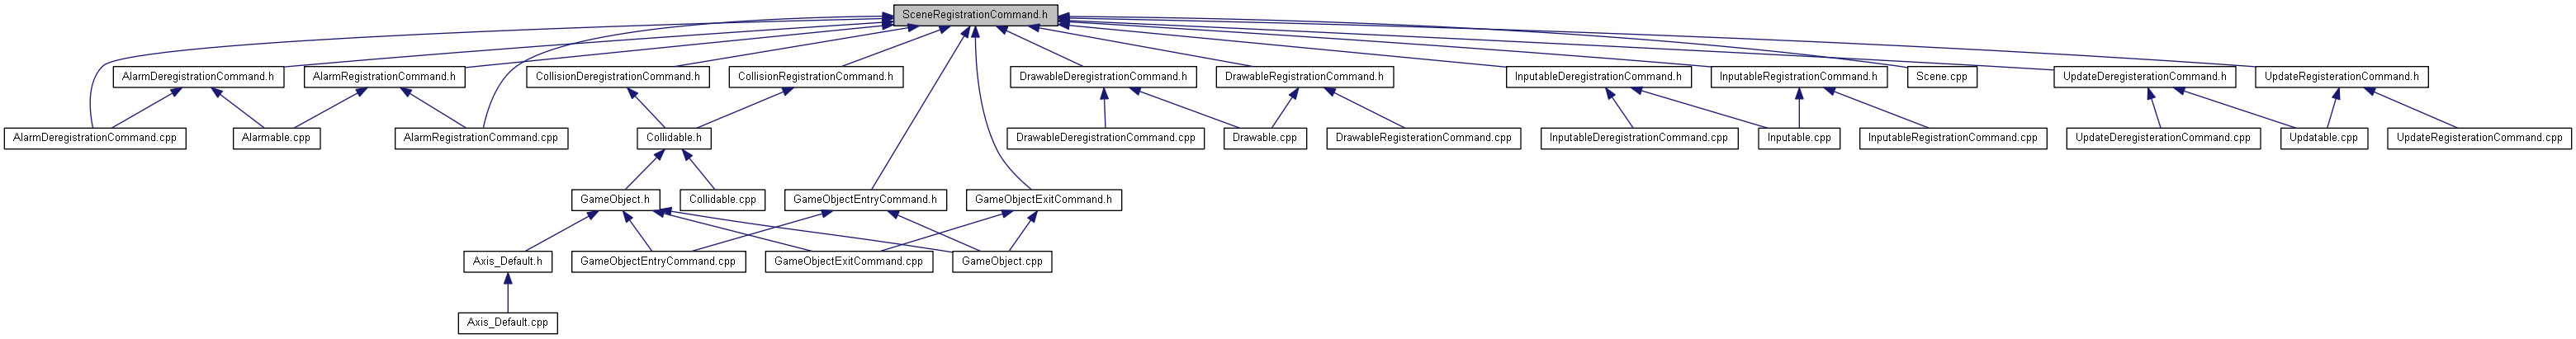 SceneRegistrationCommand.h
AlarmDeregistrationCommand.h
AlarmRegistrationCommand.h
CollisionDeregistrationCommand.h
CollisionRegistrationCommand.h
DrawableDeregistrationCommand.h
DrawableRegistrationCommand.h
InputableDeregistrationCommand.h
InputableRegistrationCommand.h
Scene.cpp
UpdateDeregisterationCommand.h
UpdateRegisterationCommand.h
AlarmDeregistrationCommand.cpp
Alarmable.cpp
AlarmRegistrationCommand.cpp
Collidable.h
DrawableDeregistrationCommand.cpp
Drawable.cpp
DrawableRegisterationCommand.cpp
InputableDeregistrationCommand.cpp
Inputable.cpp
InputableRegistrationCommand.cpp
UpdateDeregisterationCommand.cpp
Updatable.cpp
UpdateRegisterationCommand.cpp
GameObject.h
Collidable.cpp
GameObjectEntryCommand.h
GameObjectExitCommand.h
Axis_Default.h
GameObjectEntryCommand.cpp
GameObjectExitCommand.cpp
GameObject.cpp
Axis_Default.cpp